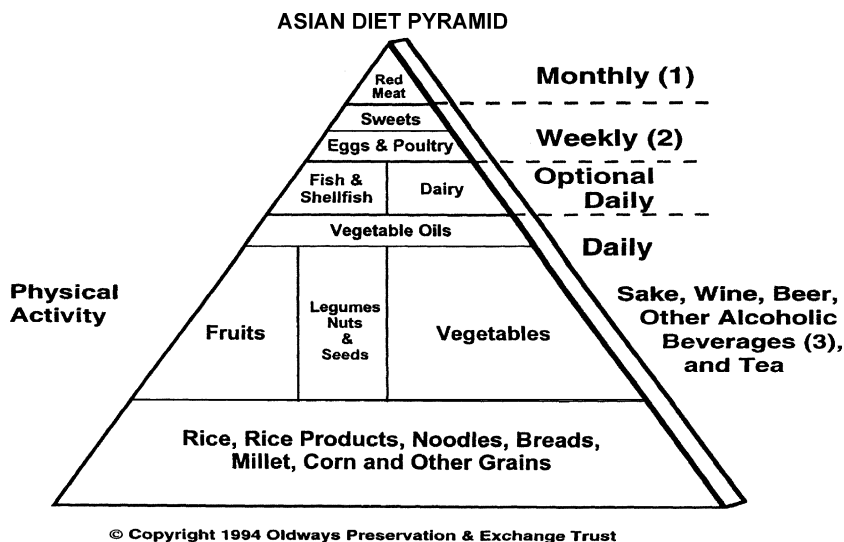 ASIAN DIET PYRAMID
Red
Meat
Monthly (1)
Sweets
Eggs & Poultry
Weekly (2)
Fish &
Shellfish
Dairy
Optional
Daily
Vegetable Oils
Daily
Physical
Activity
Fruits
Legumes
Nuts
&
Seeds
Vegetables
Sake, Wine, Beer,
Other Alcoholic
Beverages (3),
and Tea
Rice, Rice Products, Noodles, Breads,
Millet, Corn and Other Grains
© Copyright 1994 Oldways Preservation & Exchange Trust